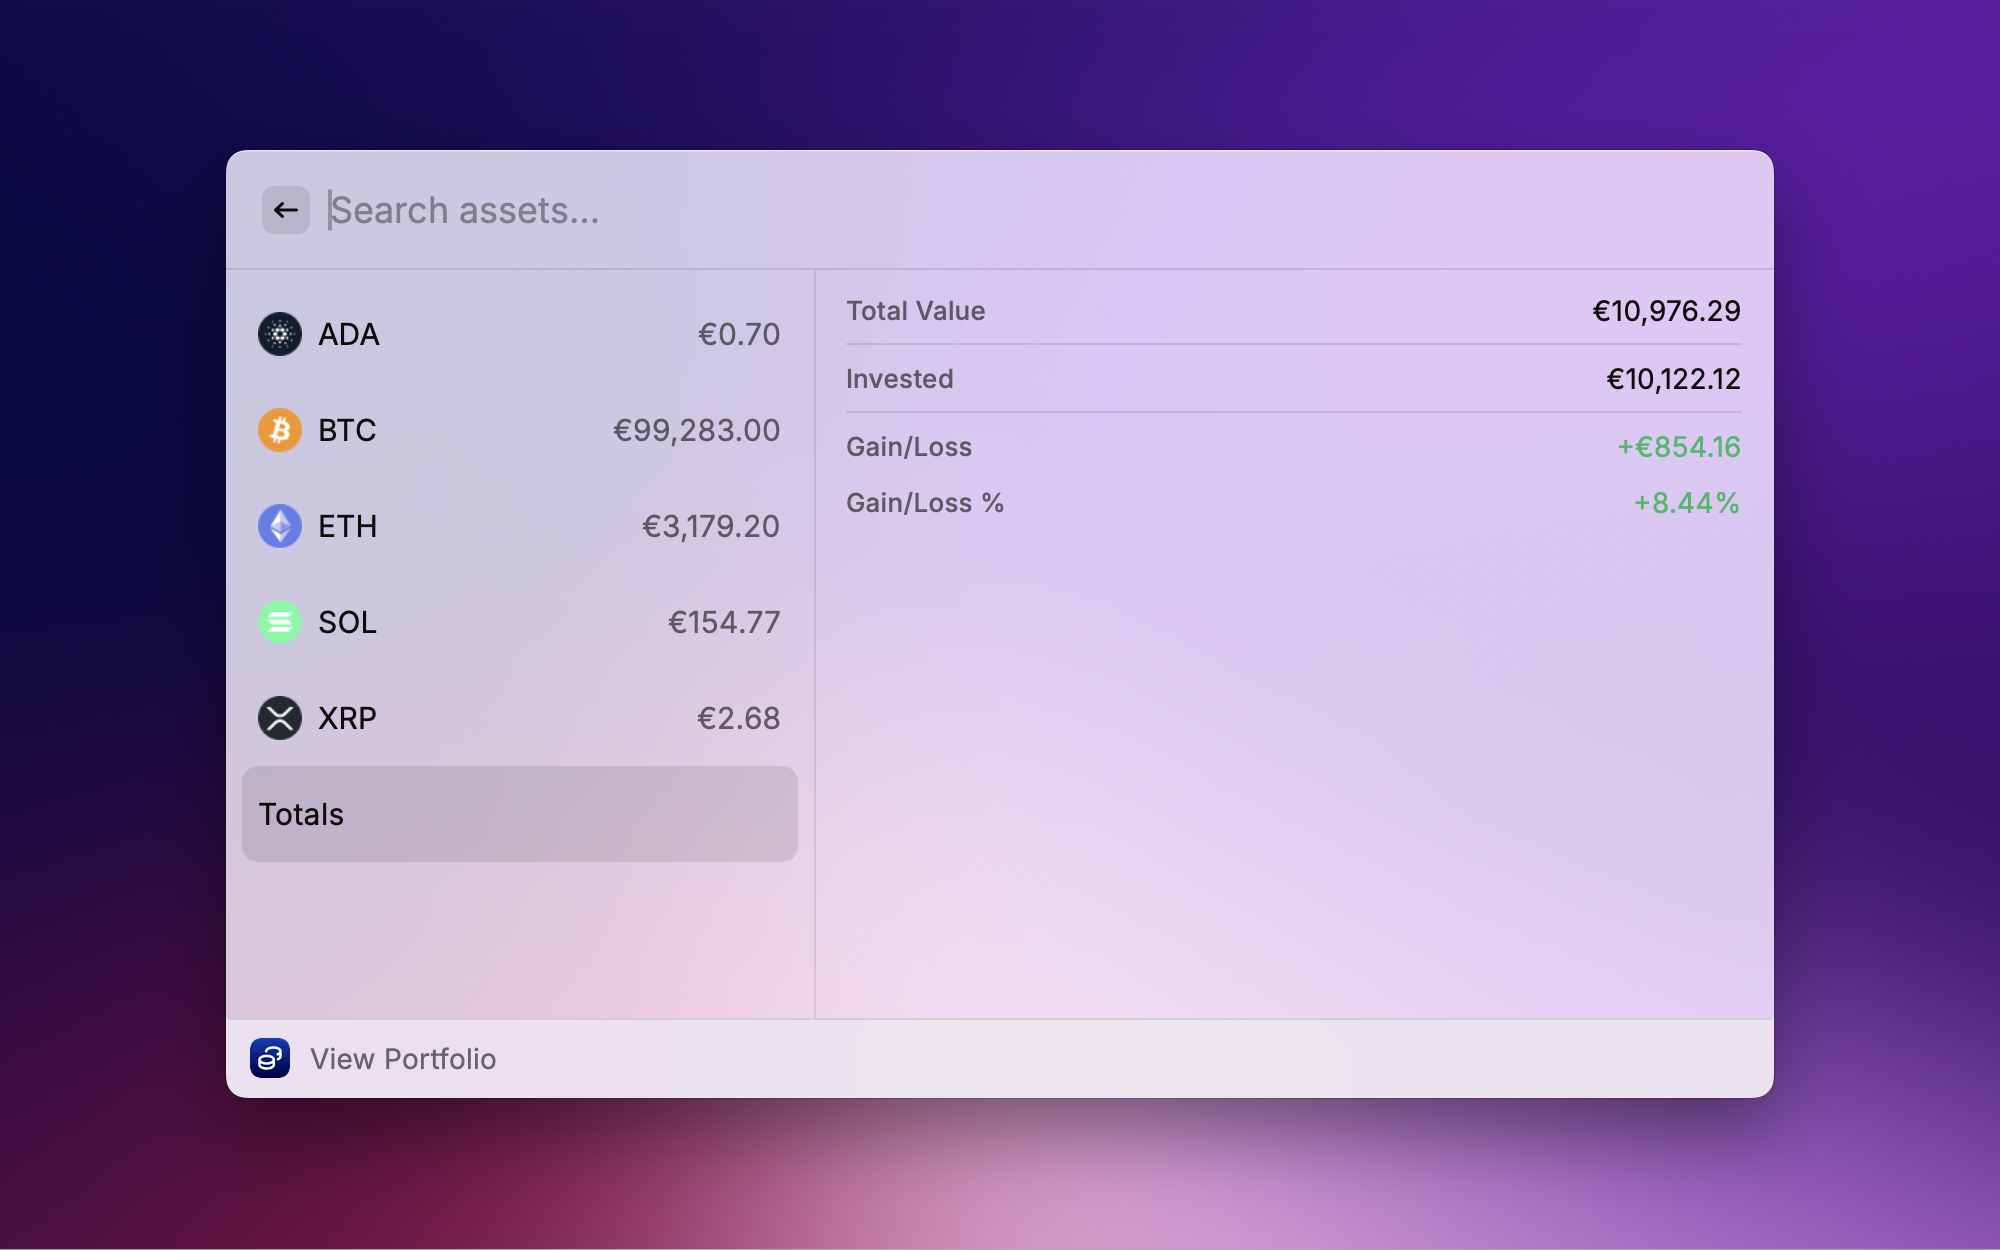 Search assets...
ADA €0.70
BTC €99,283.00
ETH €3,179.20
SOL €154.77
XRP €2.68
Totals
Total Value €10,976.29
Invested €10,122.12
Gain/Loss +€854.16
Gain/Loss % +8.44%
View Portfolio